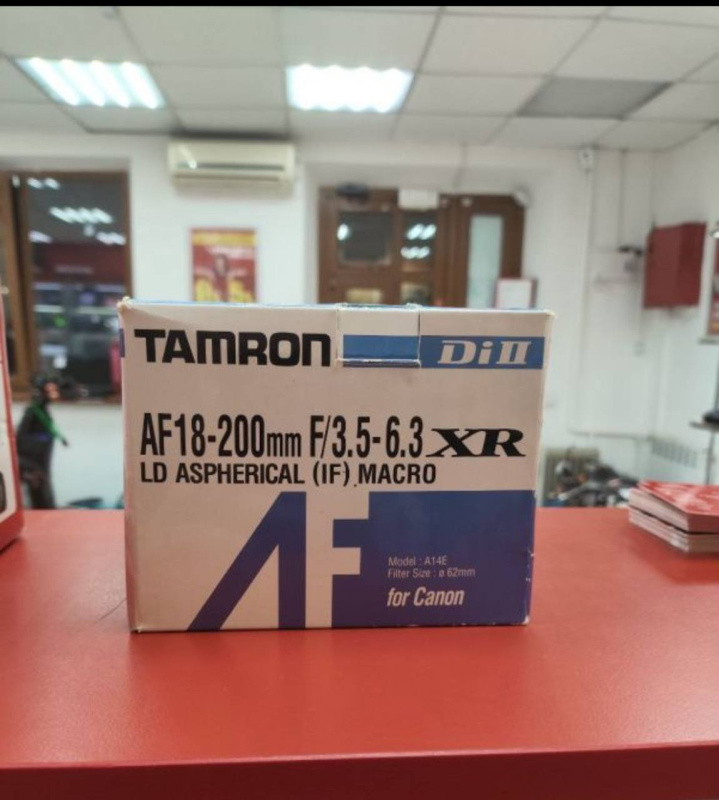 TAMRON
Di II
AF18-200mm F/3.5-6.3 XR
LD ASPHERICAL (IF) MACRO
AF
Model : A14E
Filter Size : ø 62mm
for Canon